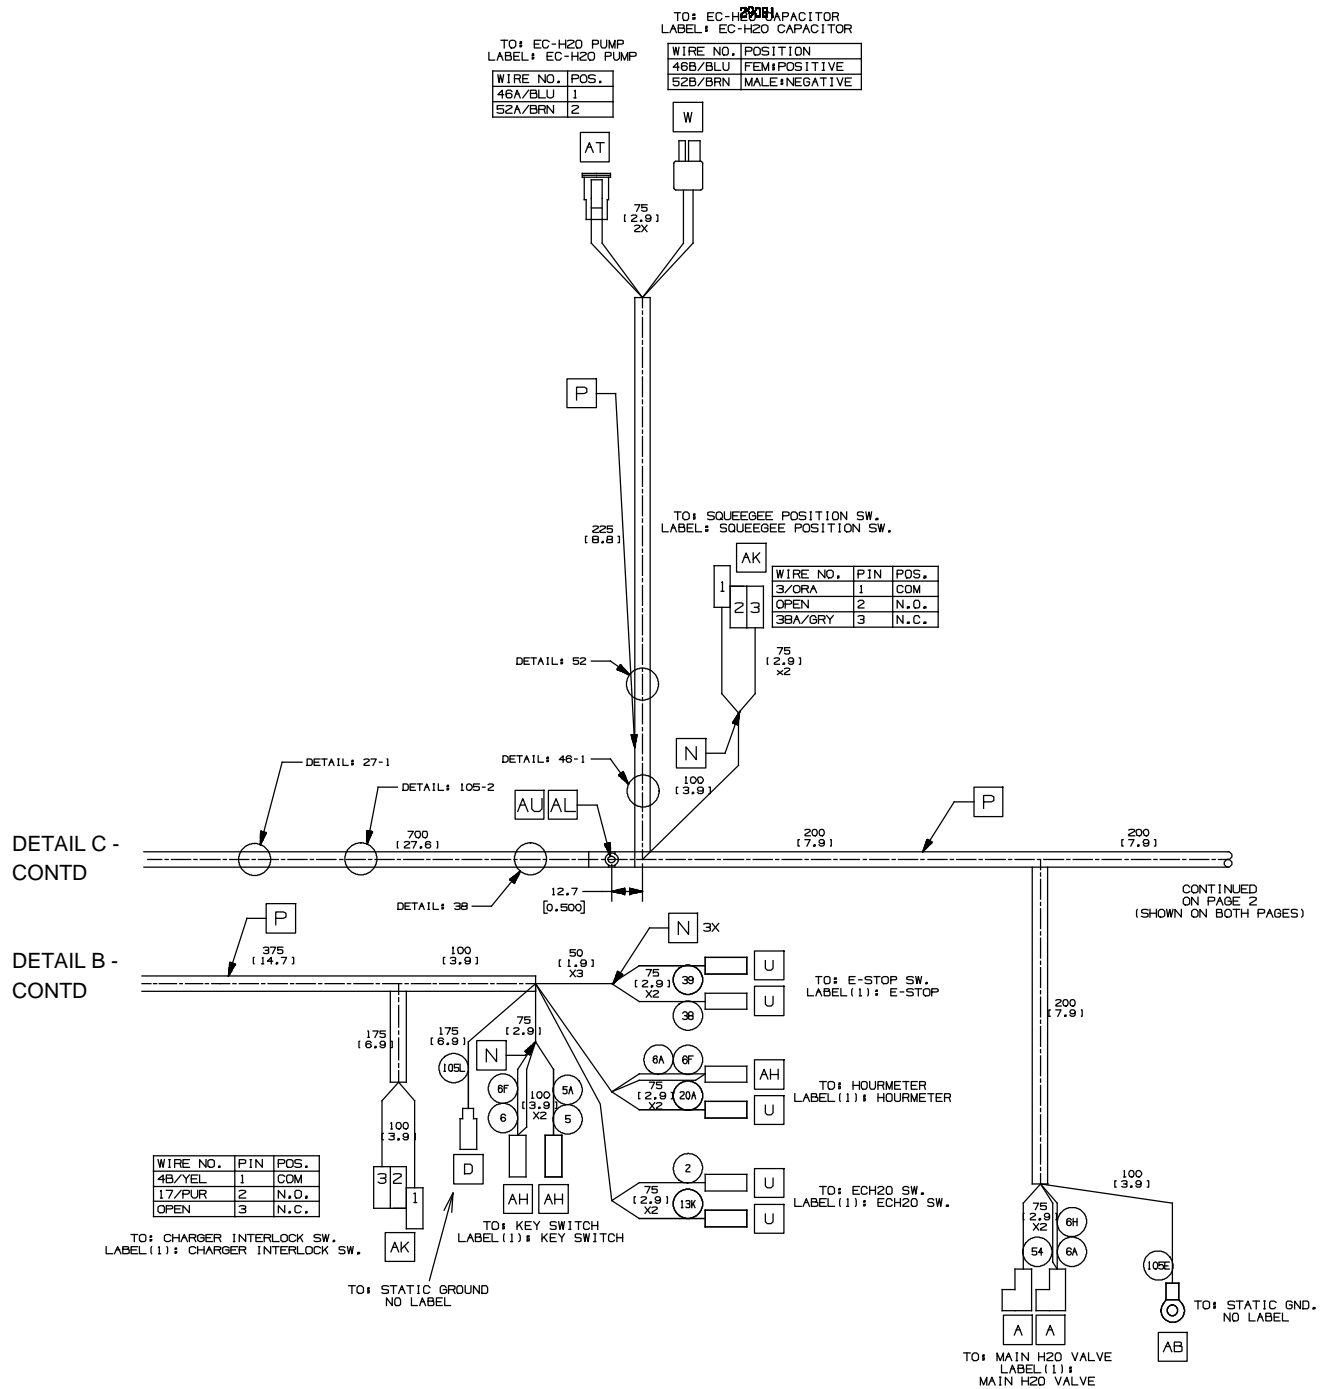 TO: EC-H2O CAPACITOR
LABEL: EC-H2O CAPACITOR
WIRE NO. POSITION
46B/BLU FEM:POSITIVE
52B/BRN MALE:NEGATIVE
W
TO: EC-H2O PUMP
LABEL: EC-H2O PUMP
WIRE NO. POS.
46A/BLU 1
52A/BRN 2
AT
75
[2.9]
2X
P
225
[8.8]
TO: SQUEEGEE POSITION SW.
LABEL: SQUEEGEE POSITION SW.
AK
1
2 3
WIRE NO. PIN POS.
3/ORA 1 COM
OPEN 2 N.O.
38A/GRY 3 N.C.
75
[2.9]
x2
DETAIL: 52
N
DETAIL: 46-1
100
[3.9]
DETAIL: 27-1
DETAIL: 105-2
AU AL
P
DETAIL C -
CONTD
700
[27.6]
200
[7.9]
200
[7.9]
12.7
[0.500]
DETAIL: 38
CONTINUED
ON PAGE 2
(SHOWN ON BOTH PAGES)
P
N 3X
DETAIL B -
CONTD
375
[14.7]
100
[3.9]
50
[1.9]
X3
75
[2.9]
X2
39
38
U
U
TO: E-STOP SW.
LABEL(1): E-STOP
175
[6.9]
175
[6.9]
75
[2.9]
N
105L
6F
6
100
[3.9]
X2
5A
5
6A 6F
75
[2.9]
X2
20A
AH
U
TO: HOURMETER
LABEL(1): HOURMETER
200
[7.9]
100
[3.9]
3 2
1
AK
WIRE NO. PIN POS.
4B/YEL 1 COM
17/PUR 2 N.O.
OPEN 3 N.C.
TO: CHARGER INTERLOCK SW.
LABEL(1): CHARGER INTERLOCK SW.
D
AH AH
TO: KEY SWITCH
LABEL(1): KEY SWITCH
TO: STATIC GROUND
NO LABEL
2
75
[2.9]
X2
13K
U
U
TO: ECH2O SW.
LABEL(1): ECH2O SW.
100
[3.9]
75
[2.9]
X2
6H
54
6A
105E
A A
TO: MAIN H2O VALVE
LABEL(1):
MAIN H2O VALVE
TO: STATIC GND.
NO LABEL
AB